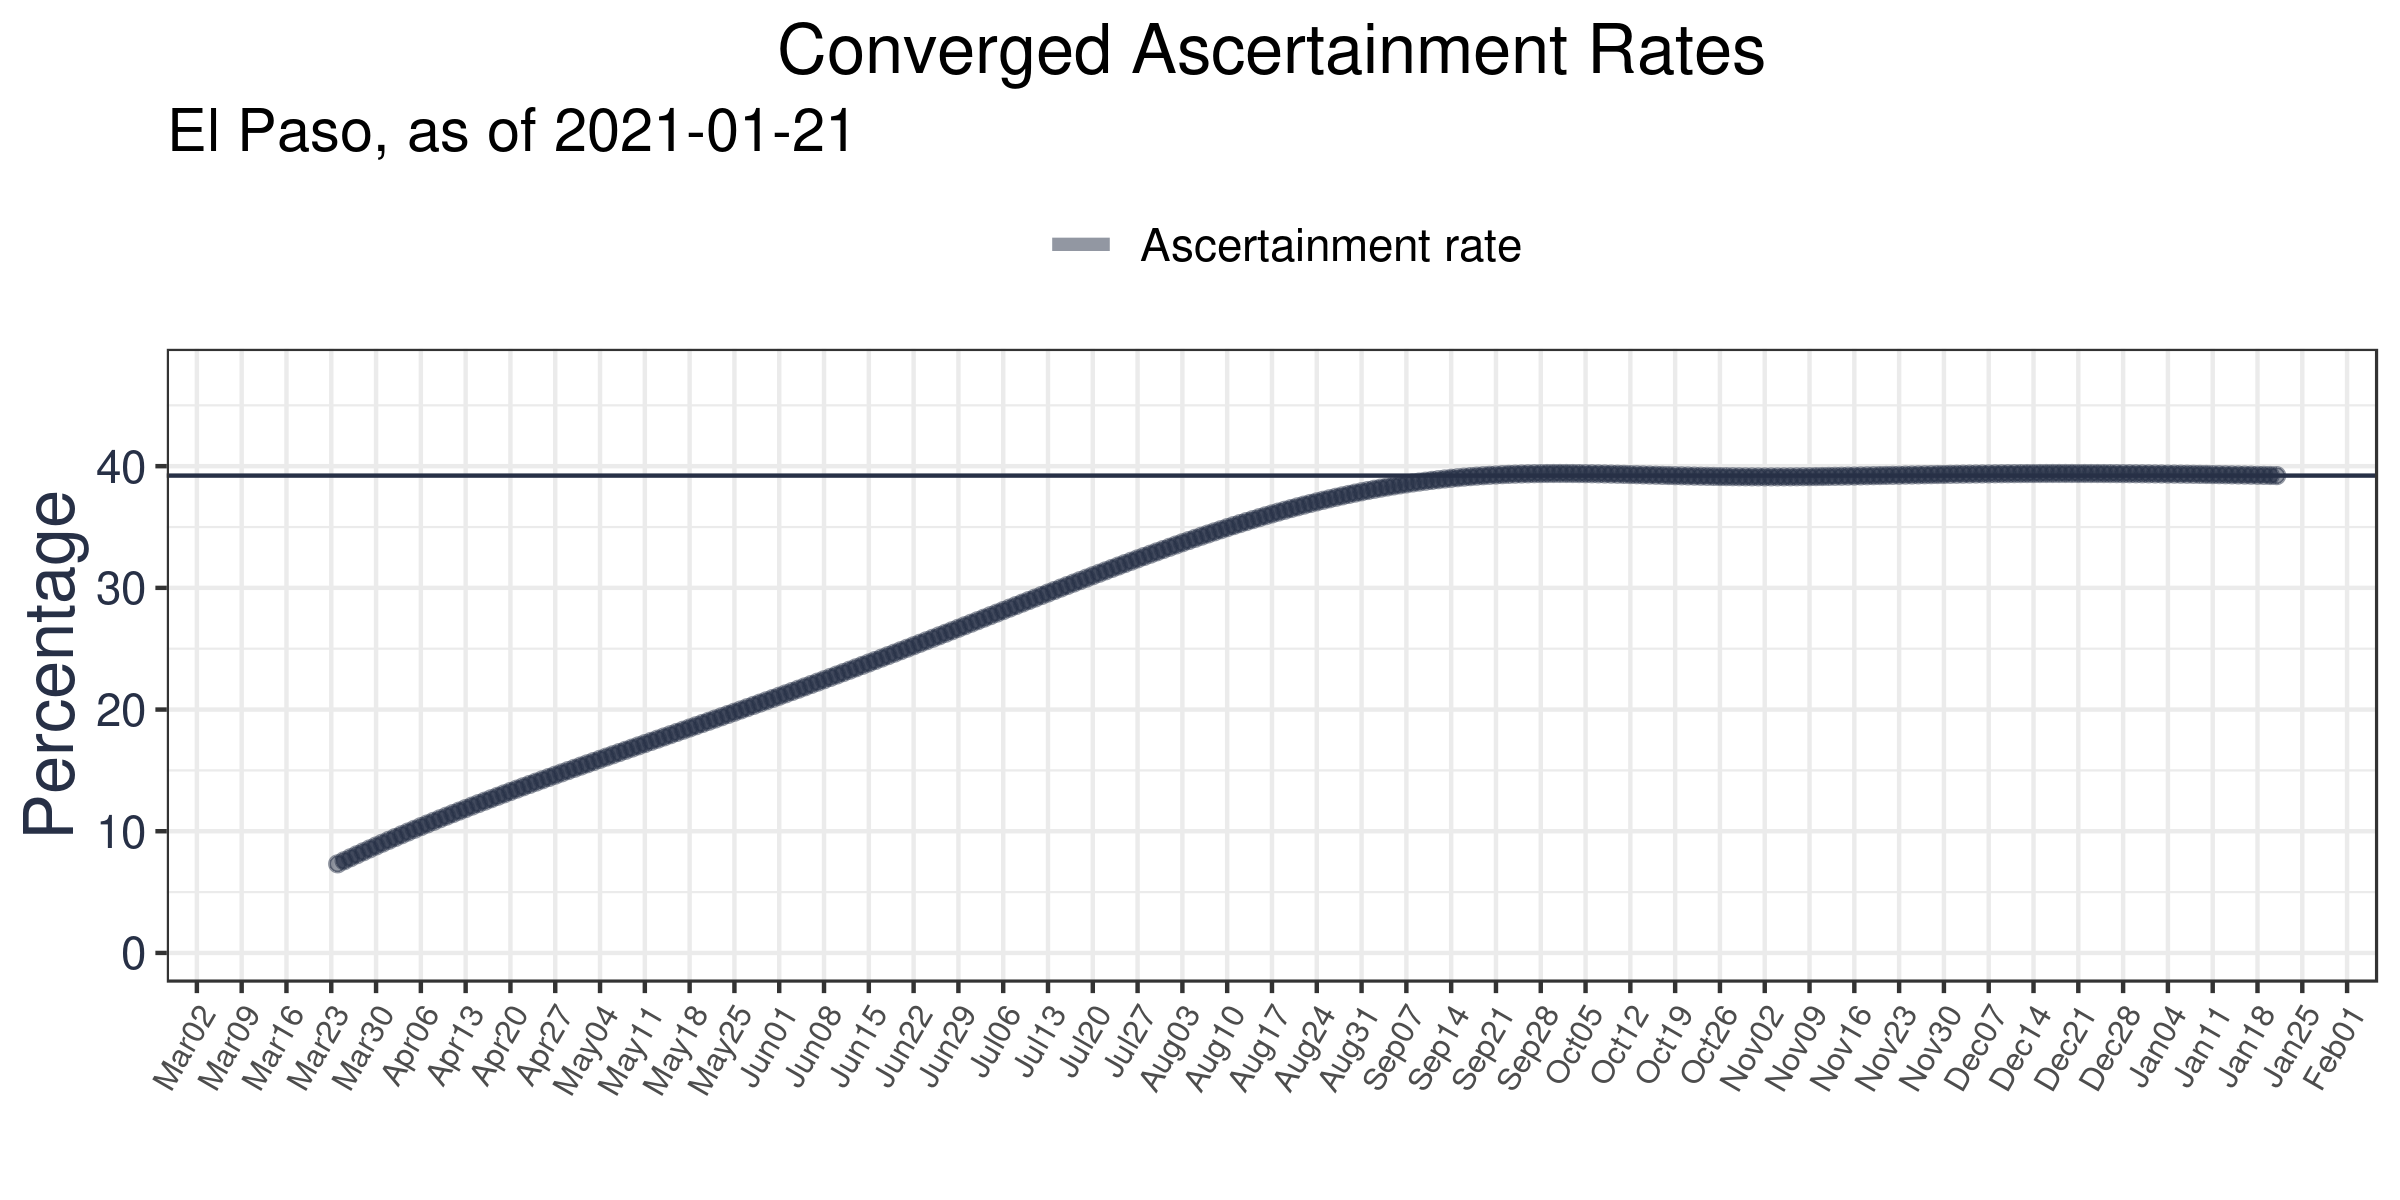 Converged Ascertainment Rates
El Paso, as of 2021-01-21
Ascertainment rate
Percentage
40
30
20
10
0
Mar02
Mar09
Mar16
Mar23
Mar30
Apr06
Apr13
Apr20
Apr27
May04
May11
May18
May25
Jun01
Jun08
Jun15
Jun22
Jun29
Jul06
Jul13
Jul20
Jul27
Aug03
Aug10
Aug17
Aug24
Aug31
Sep07
Sep14
Sep21
Sep28
Oct05
Oct12
Oct19
Oct26
Nov02
Nov09
Nov16
Nov23
Nov30
Dec07
Dec14
Dec21
Dec28
Jan04
Jan11
Jan18
Jan25
Feb01